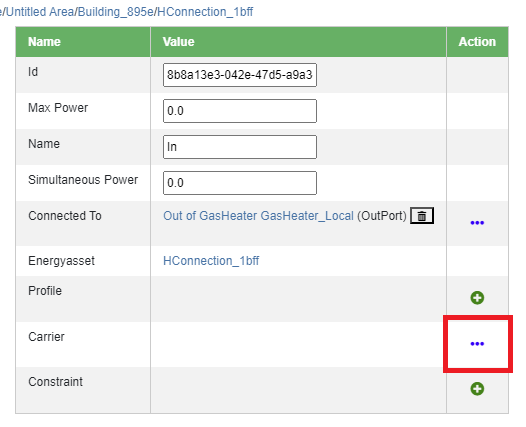 e/Untitled Area/Building_895e/HConnection_1bff
Name Value Action
Id 8b8a13e3-042e-47d5-a9a3
Max Power 0.0
Name In
Simultaneous Power 0.0
Connected To Out of GasHeater GasHeater_Local (OutPort)
Energyasset HConnection_1bff
Profile
Carrier
Constraint